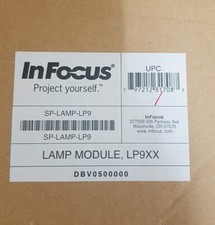 InFocus®
Project yourself.™
UPC
SP-LAMP-LP9
SP-LAMP-LP9
InFocus
27700B SW Parkway Ave
Wilsonville, OR 97070
www.infocus.com
LAMP MODULE, LP9XX
DBV0500000